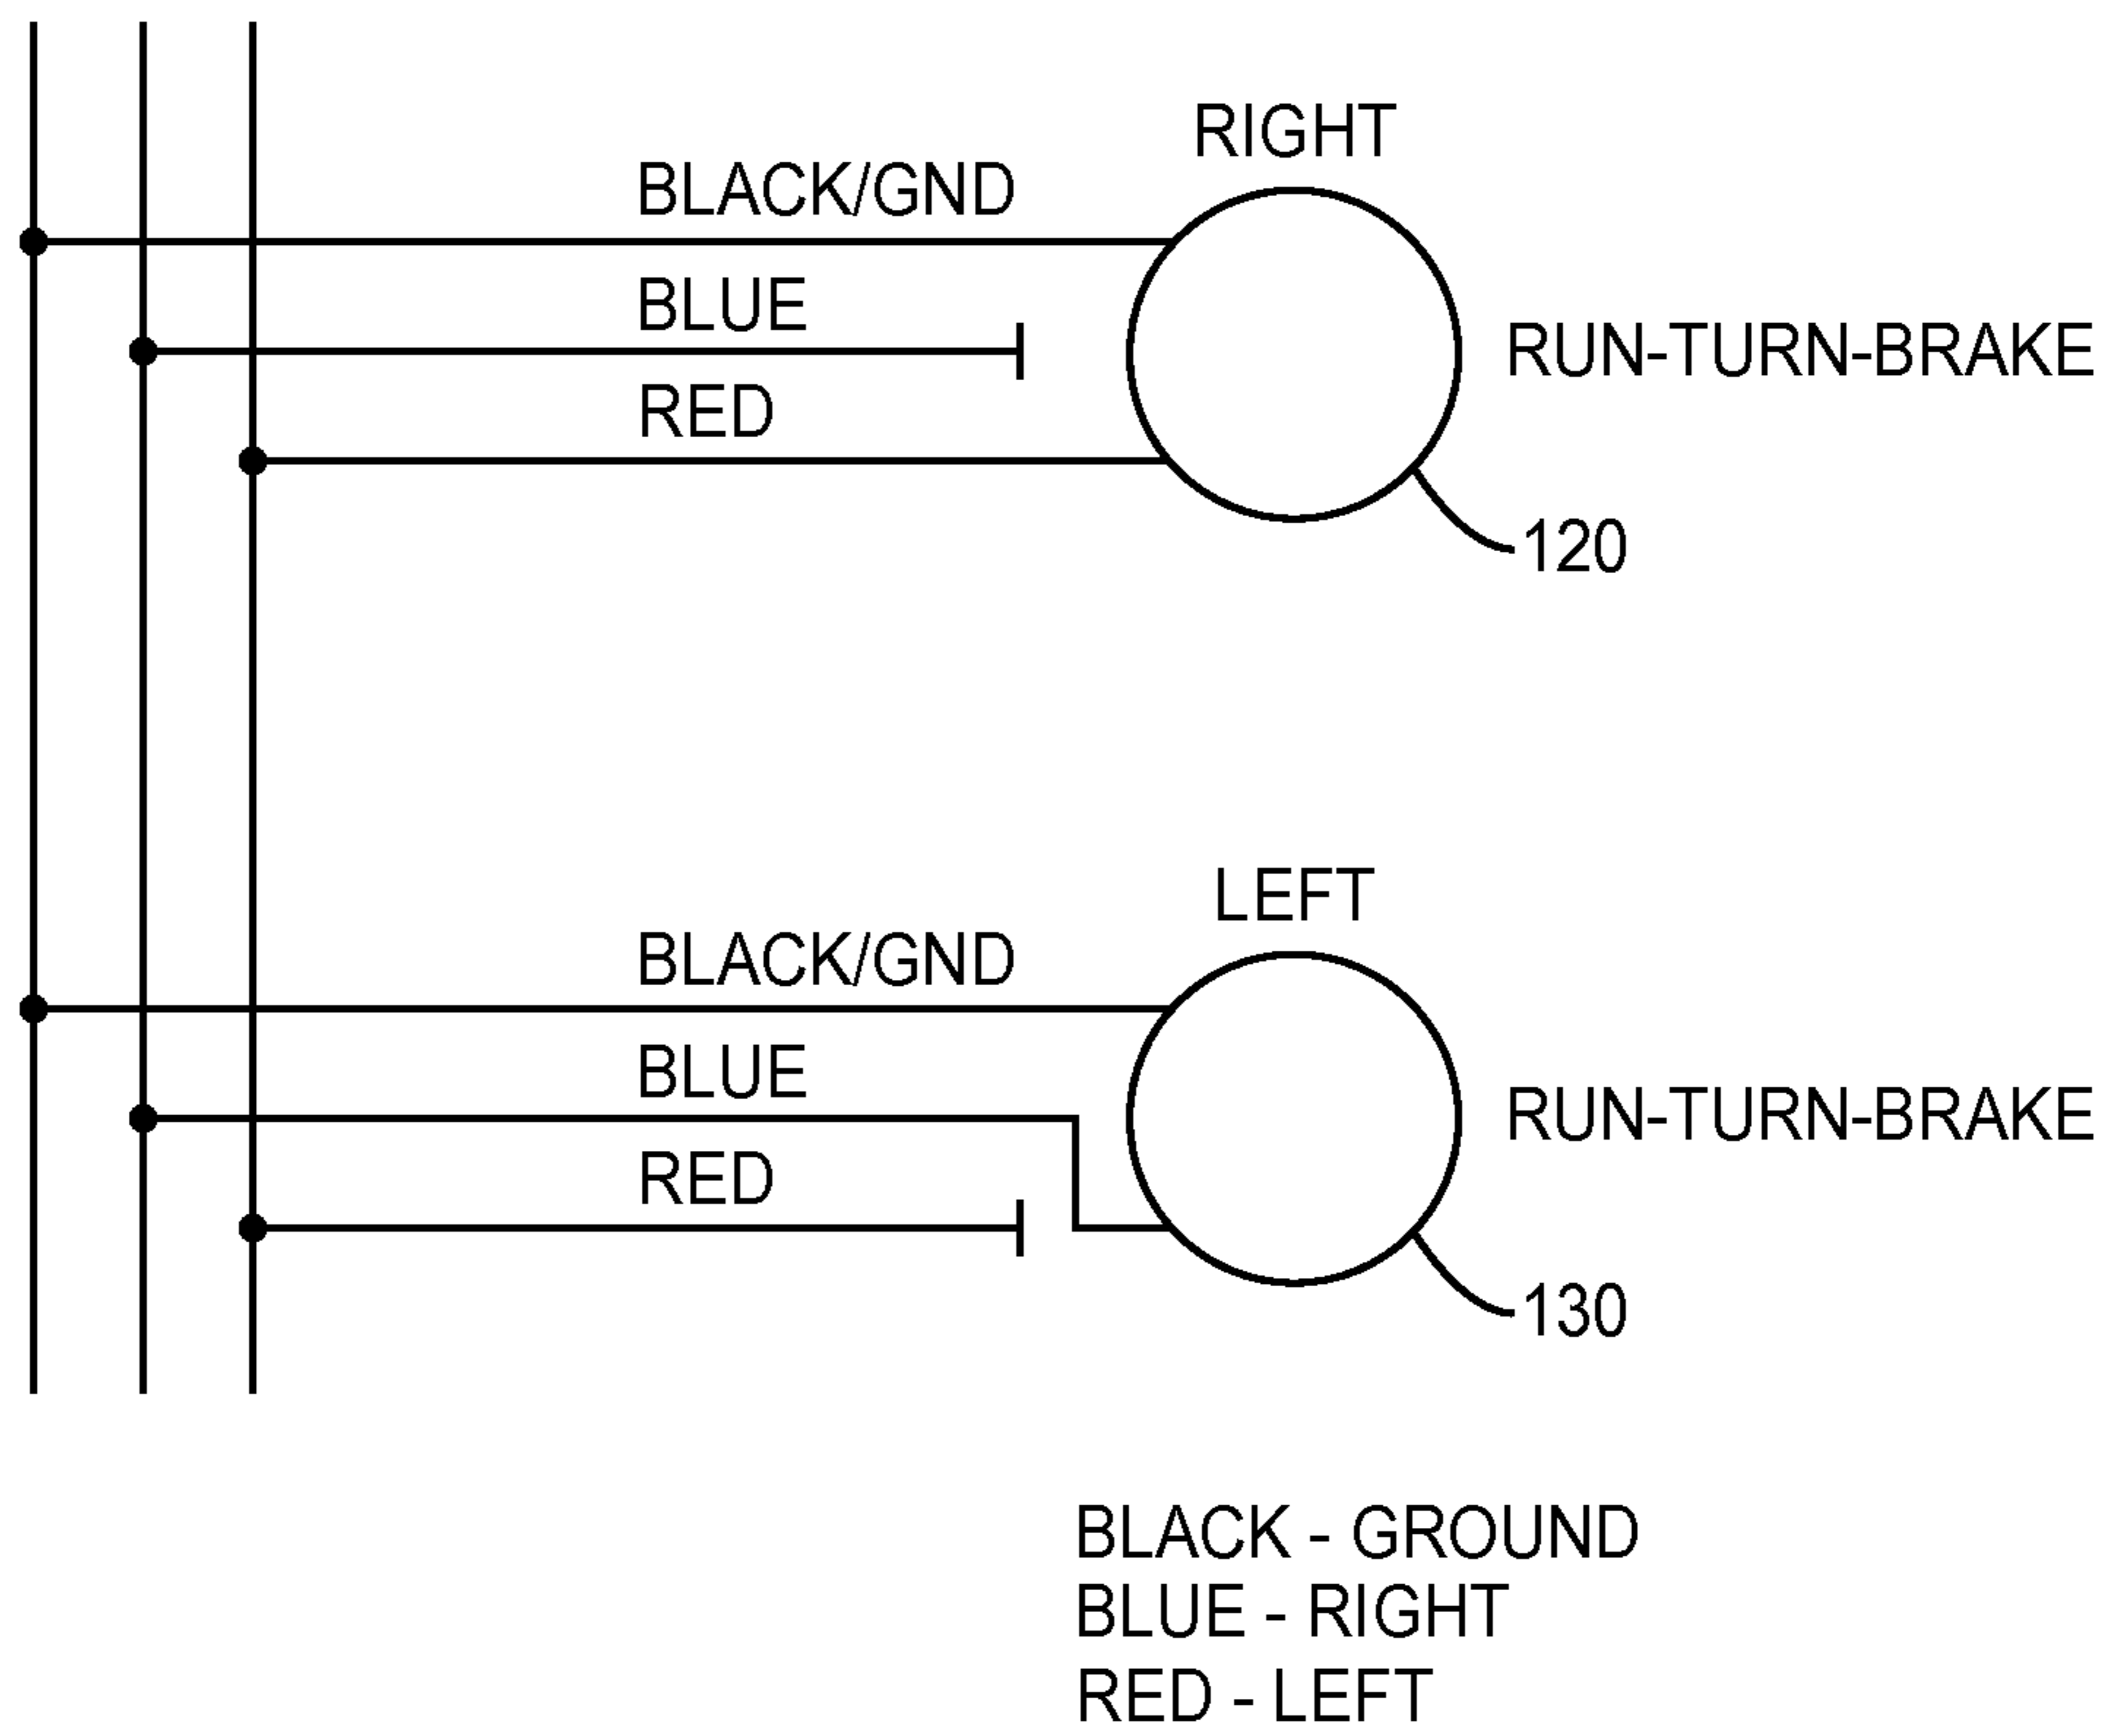 RIGHT
BLACK/GND
BLUE
RUN-TURN-BRAKE
RED
120
LEFT
BLACK/GND
BLUE
RUN-TURN-BRAKE
RED
130
BLACK - GROUND
BLUE - RIGHT
RED - LEFT